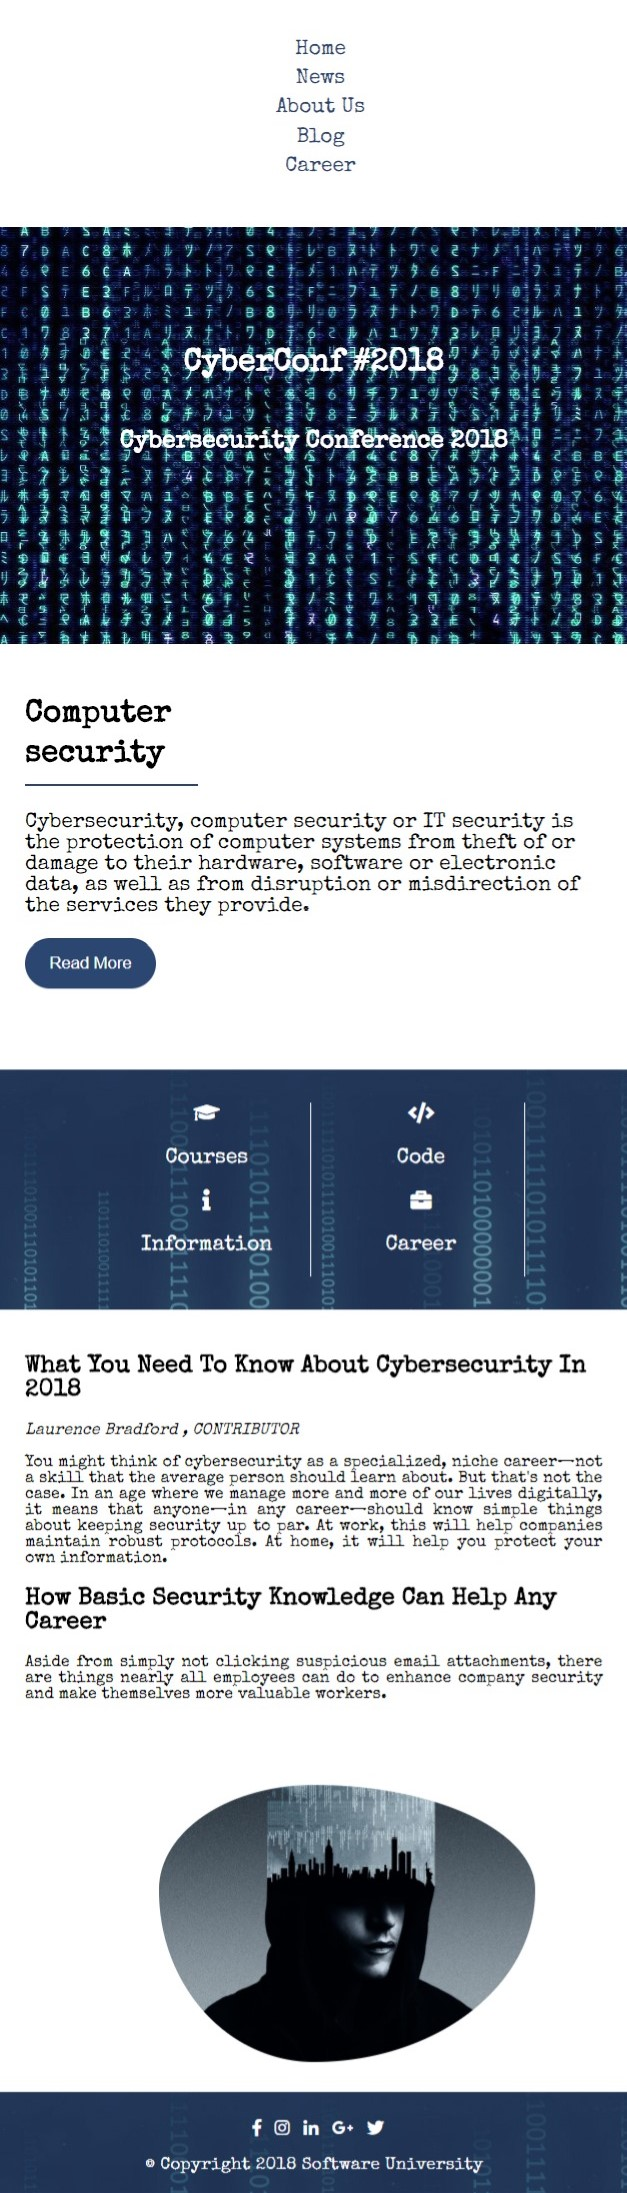 Home
News
About Us
Blog
Career
CyberConf #2018
Cybersecurity Conference 2018
Computer
security
Cybersecurity, computer security or IT security is
the protection of computer systems from theft of or
damage to their hardware, software or electronic
data, as well as from disruption or misdirection of
the services they provide.
Read More
Courses
Code
Information
Career
What You Need To Know About Cybersecurity In
2018
Laurence Bradford , CONTRIBUTOR
You might think of cybersecurity as a specialized, niche career—not
a skill that the average person should learn about. But that's not the
case. In an age where we manage more and more of our lives digitally,
it means that anyone—in any career—should know simple things
about keeping security up to par. At work, this will help companies
maintain robust protocols. At home, it will help you protect your
own information.
How Basic Security Knowledge Can Help Any
Career
Aside from simply not clicking suspicious email attachments, there
are things nearly all employees can do to enhance company security
and make themselves more valuable workers.
© Copyright 2018 Software University